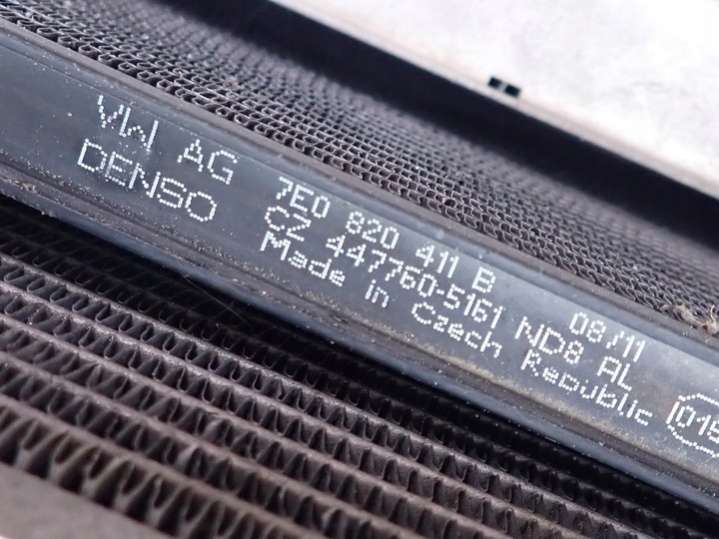 VW AG 7E0 820 411 B 08/11
DENSO CZ 447760-5161 ND8 AL
Made in Czech Republic